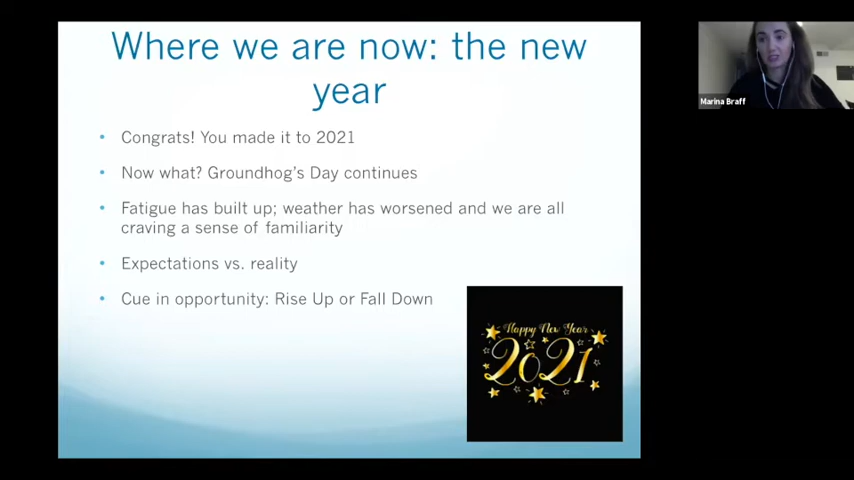 Where we are now: the new
year
• Congrats! You made it to 2021
• Now what? Groundhog's Day continues
• Fatigue has built up; weather has worsened and we are all
craving a sense of familiarity
• Expectations vs. reality
• Cue in opportunity: Rise Up or Fall Down
Happy New Year
2021
Marina Braff